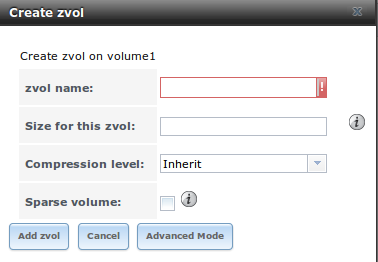 Create zvol
Create zvol on volume1
zvol name:
Size for this zvol:
Compression level: Inherit
Sparse volume:
Add zvol Cancel Advanced Mode